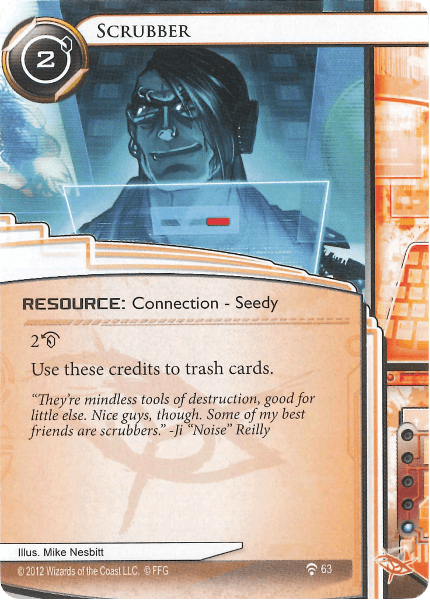 SCRUBBER
2
RESOURCE: Connection - Seedy
2
Use these credits to trash cards.
“They’re mindless tools of destruction, good for
little else. Nice guys, though. Some of my best
friends are scrubbers.” -Ji “Noise” Reilly
Illus. Mike Nesbitt
© 2012 Wizards of the Coast LLC. © FFG
63